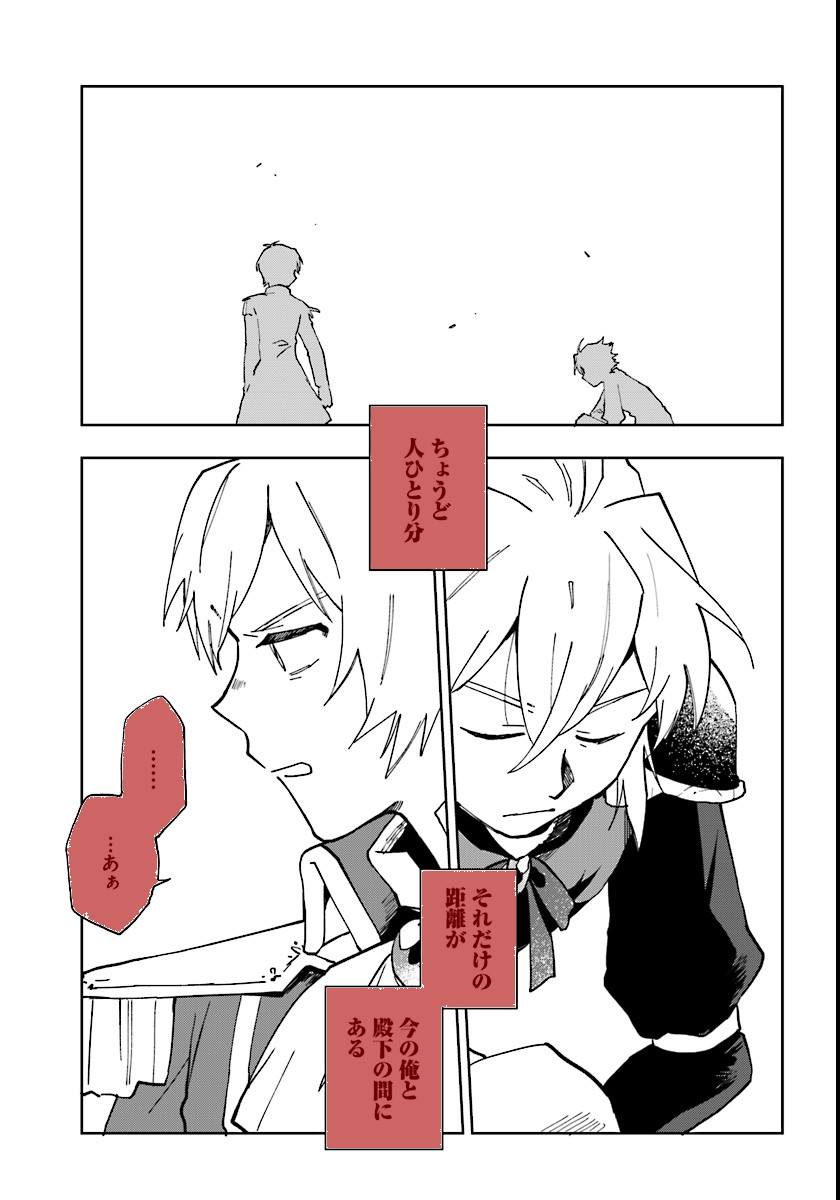 ちょうど
人ひとり分
それだけの
距離が
今の俺と
殿下の間に
ある
……
…あぁ